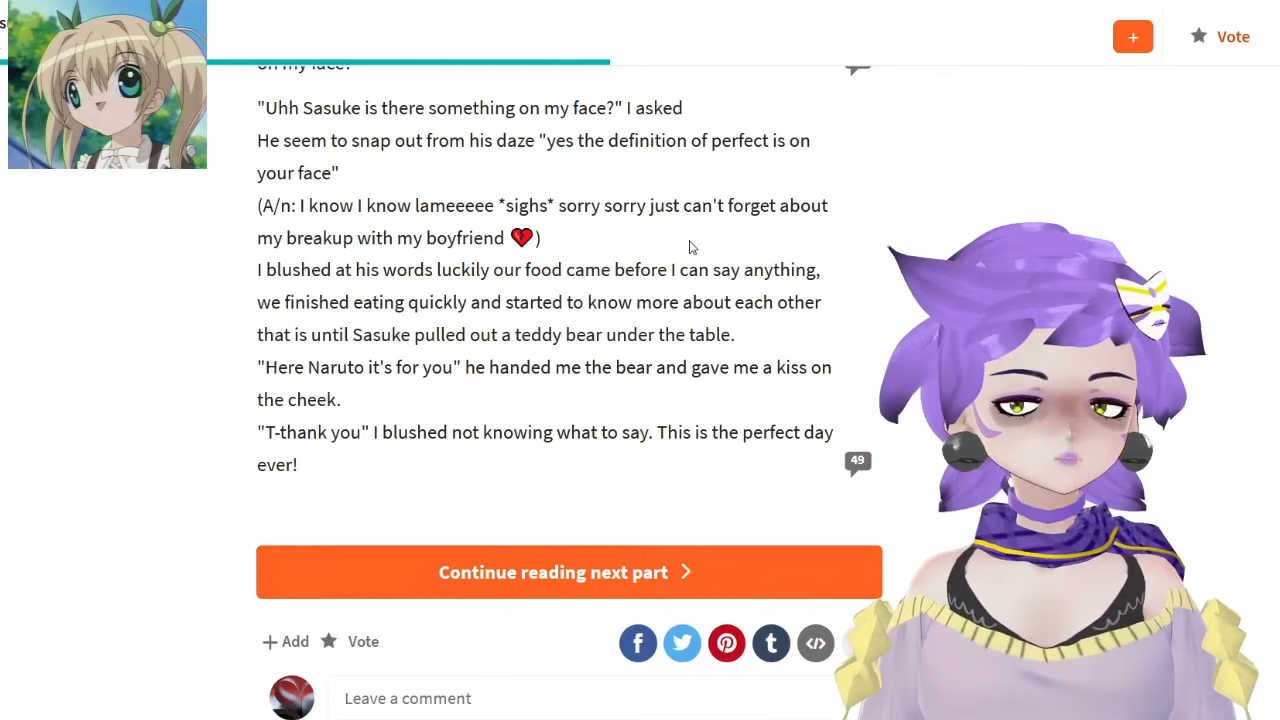 s
+
Vote
on my face?
"Uhh Sasuke is there something on my face?" I asked
He seem to snap out from his daze "yes the definition of perfect is on
your face"
(A/n: I know I know lameeeee *sighs* sorry sorry just can't forget about
my breakup with my boyfriend 💔)
I blushed at his words luckily our food came before I can say anything,
we finished eating quickly and started to know more about each other
that is until Sasuke pulled out a teddy bear under the table.
"Here Naruto it's for you" he handed me the bear and gave me a kiss on
the cheek.
"T-thank you" I blushed not knowing what to say. This is the perfect day
ever!
49
Continue reading next part
+ Add Vote
Leave a comment